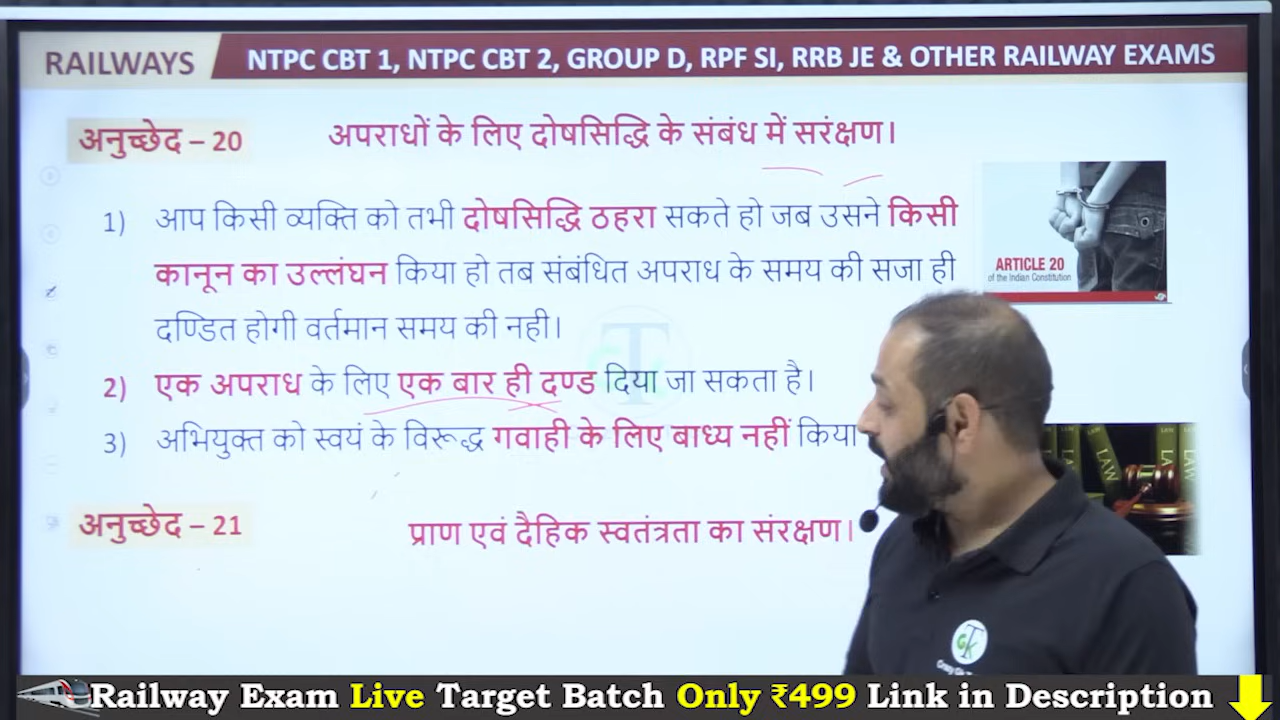 RAILWAYS
NTPC CBT 1, NTPC CBT 2, GROUP D, RPF SI, RRB JE & OTHER RAILWAY EXAMS
अनुच्छेद – 20
अपराधों के लिए दोषसिद्धि के संबंध में सरंक्षण।
1) आप किसी व्यक्ति को तभी दोषसिद्धि ठहरा सकते हो जब उसने किसी
कानून का उल्लंघन किया हो तब संबंधित अपराध के समय की सजा ही
दण्डित होगी वर्तमान समय की नही।
2) एक अपराध के लिए एक बार ही दण्ड दिया जा सकता है।
3) अभियुक्त को स्वयं के विरूद्ध गवाही के लिए बाध्य नहीं किया
ARTICLE 20
of the Indian Constitution
LAW
LAW
अनुच्छेद – 21
प्राण एवं दैहिक स्वतंत्रता का संरक्षण।
Railway Exam Live Target Batch Only ₹499 Link in Description